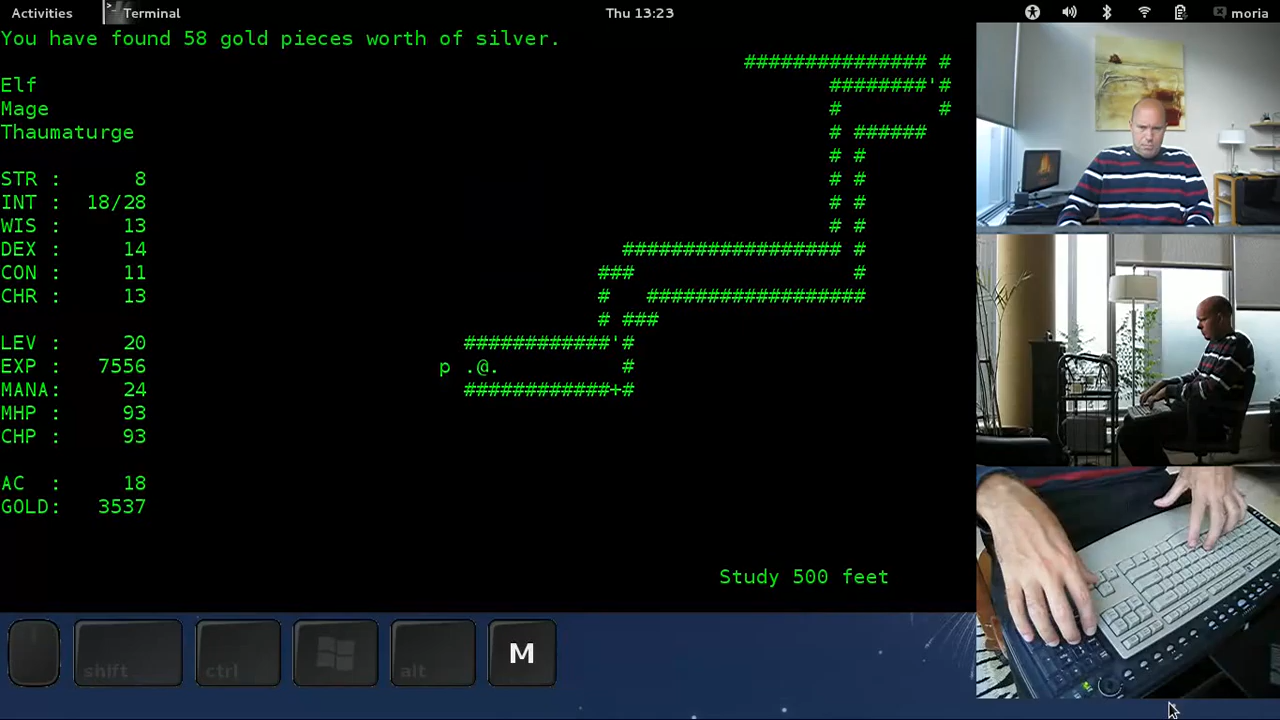 Activities Terminal Thu 13:23 moria
You have found 58 gold pieces worth of silver.
############### #
Elf ########'#
Mage # #
Thaumaturge # ######
# #
STR : 8 # #
INT : 18/28 # #
WIS : 13 # #
DEX : 14 ################## #
CON : 11 ### #
CHR : 13 # ##################
# ###
LEV : 20 ############'#
EXP : 7556 p .@. #
MANA: 24 ############+#
MHP : 93
CHP : 93
AC : 18
GOLD: 3537
Study 500 feet
shift ctrl alt M